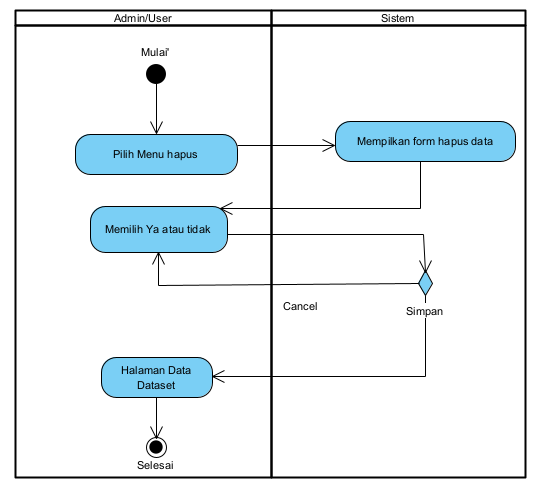 Admin/User
Sistem
Mulai'
Pilih Menu hapus
Mempilkan form hapus data
Memilih Ya atau tidak
Cancel
Simpan
Halaman Data
Dataset
Selesai